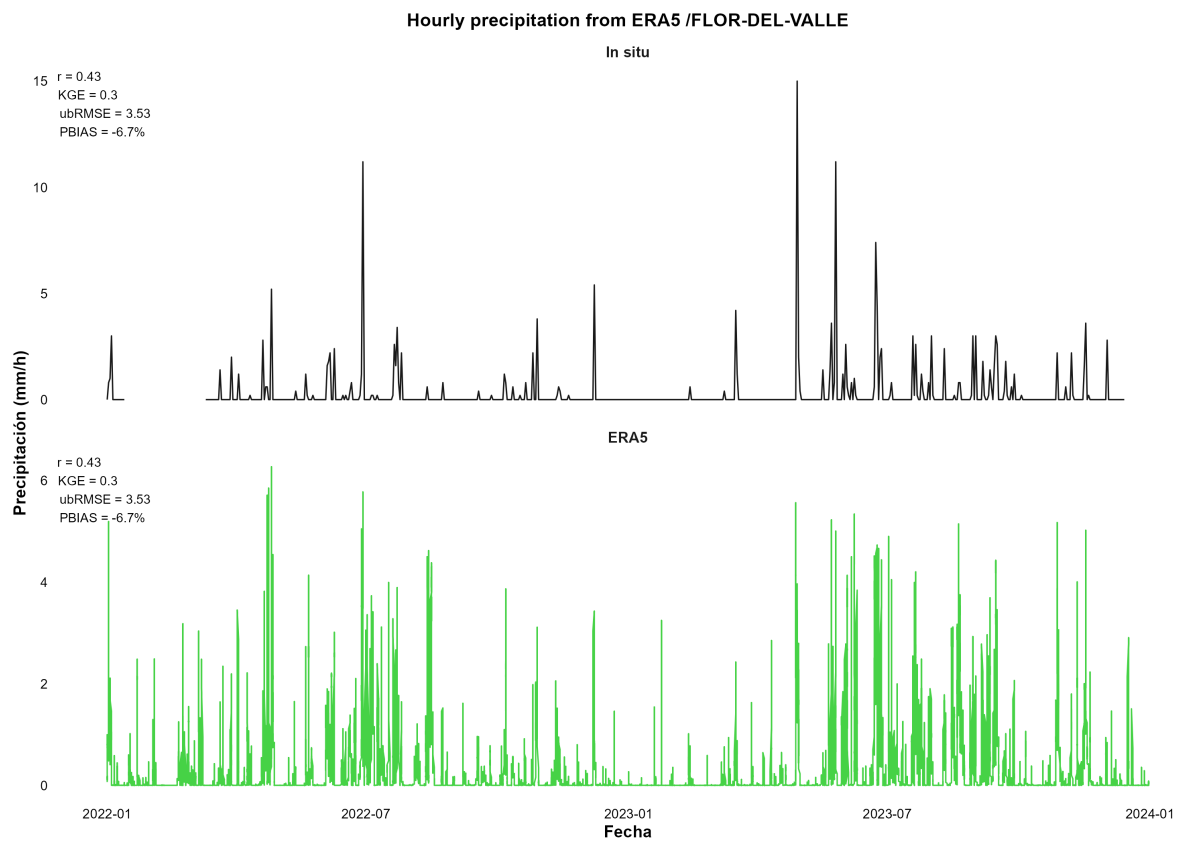 Hourly precipitation from ERA5 /FLOR-DEL-VALLE
In situ
r = 0.43
KGE = 0.3
ubRMSE = 3.53
PBIAS = -6.7%
15
10
5
0
Precipitación (mm/h)
ERA5
r = 0.43
KGE = 0.3
ubRMSE = 3.53
PBIAS = -6.7%
6
4
2
0
2022-01 2022-07 2023-01 2023-07 2024-01
Fecha